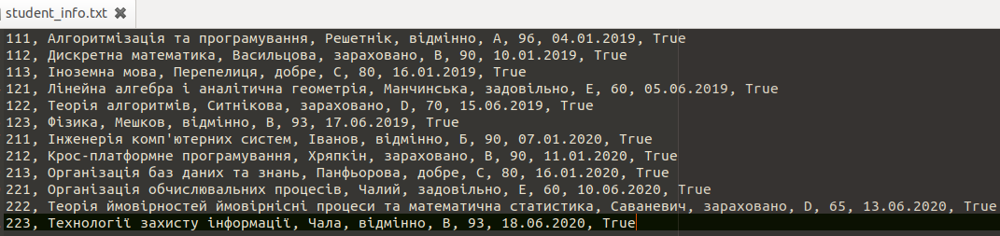 student_info.txt
111, Алгоритмізація та програмування, Решетнік, відмінно, A, 96, 04.01.2019, True
112, Дискретна математика, Васильцова, зараховано, B, 90, 10.01.2019, True
113, Іноземна мова, Перепелиця, добре, C, 80, 16.01.2019, True
121, Лінейна алгебра і аналітична геометрія, Манчинська, задовільно, E, 60, 05.06.2019, True
122, Теорія алгоритмів, Ситнікова, зараховано, D, 70, 15.06.2019, True
123, Фізика, Мешков, відмінно, B, 93, 17.06.2019, True
211, Інженерія комп'ютерних систем, Іванов, відмінно, Б, 90, 07.01.2020, True
212, Крос-платформне програмування, Хряпкін, зараховано, B, 90, 11.01.2020, True
213, Організація баз даних та знань, Панфьорова, добре, C, 80, 16.01.2020, True
221, Організація обчислювальних процесів, Чалий, задовільно, E, 60, 10.06.2020, True
222, Теорія ймовірностей ймовірнісні процеси та математична статистика, Саваневич, зараховано, D, 65, 13.06.2020, True
223, Технології захисту інформації, Чала, відмінно, B, 93, 18.06.2020, True